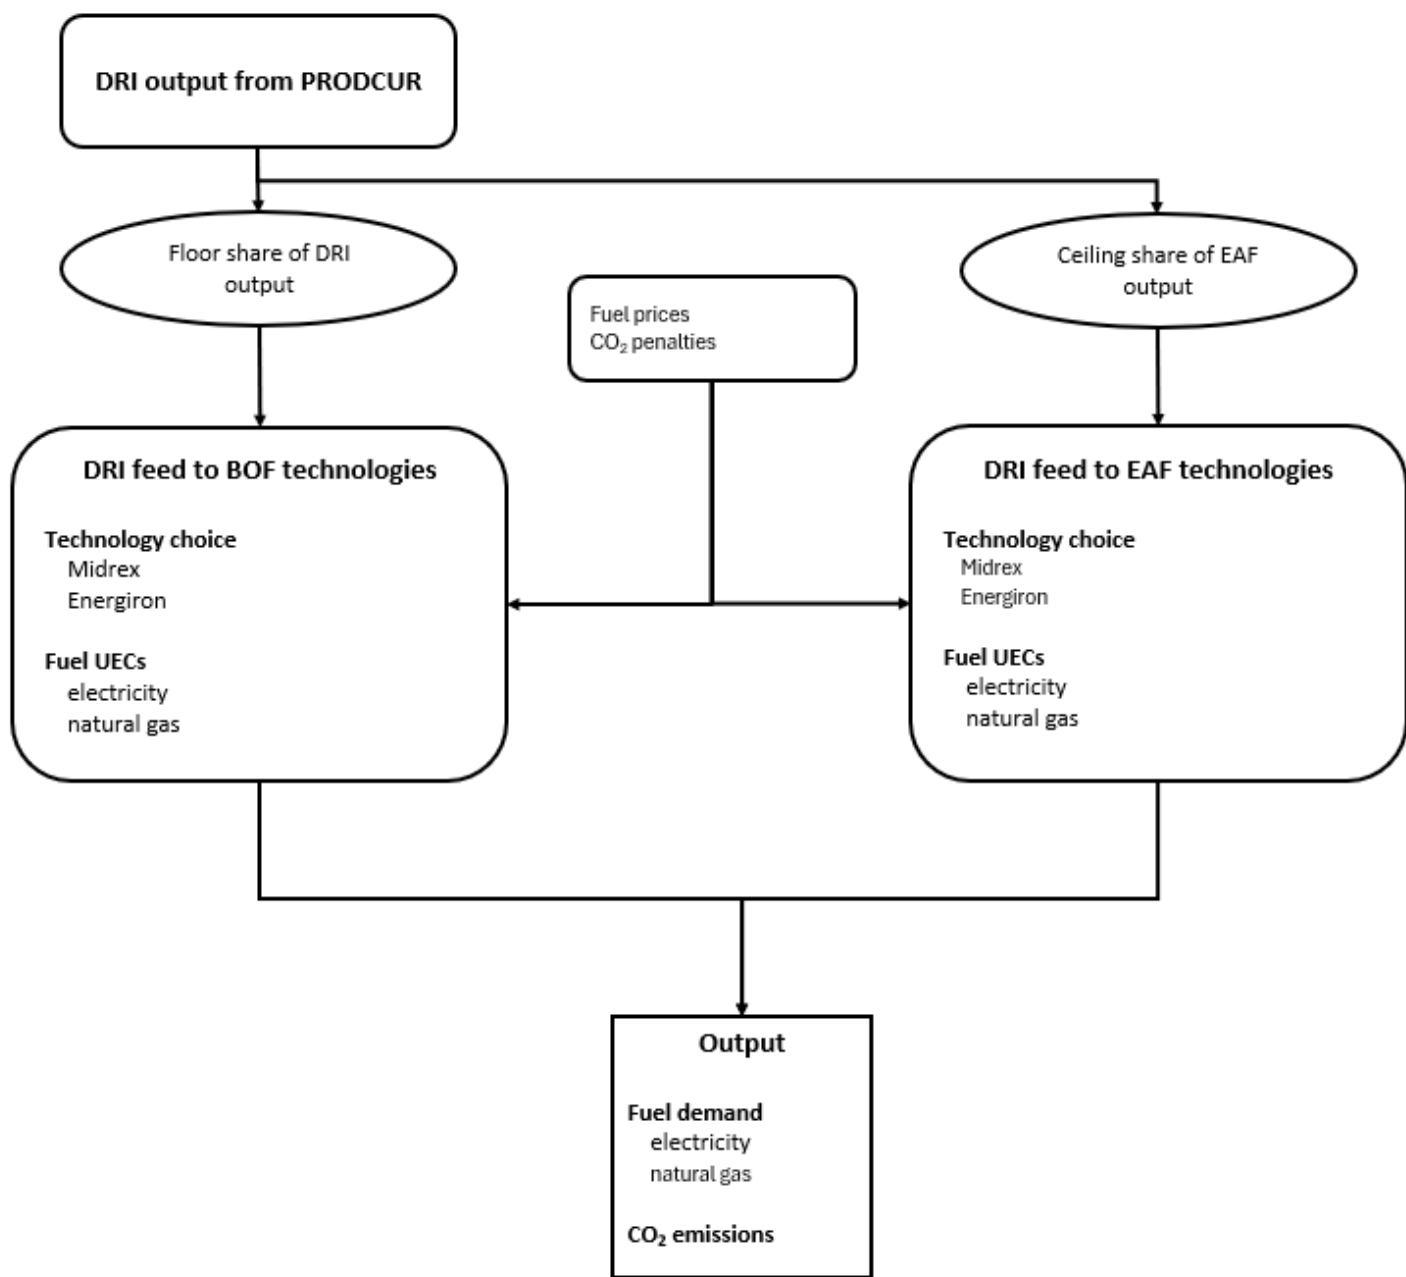 DRI output from PRODCUR
Floor share of DRI
output
Ceiling share of EAF
output
Fuel prices
CO₂ penalties
DRI feed to BOF technologies
Technology choice
Midrex
Energiron
Fuel UECs
electricity
natural gas
DRI feed to EAF technologies
Technology choice
Midrex
Energiron
Fuel UECs
electricity
natural gas
Output
Fuel demand
electricity
natural gas
CO₂ emissions